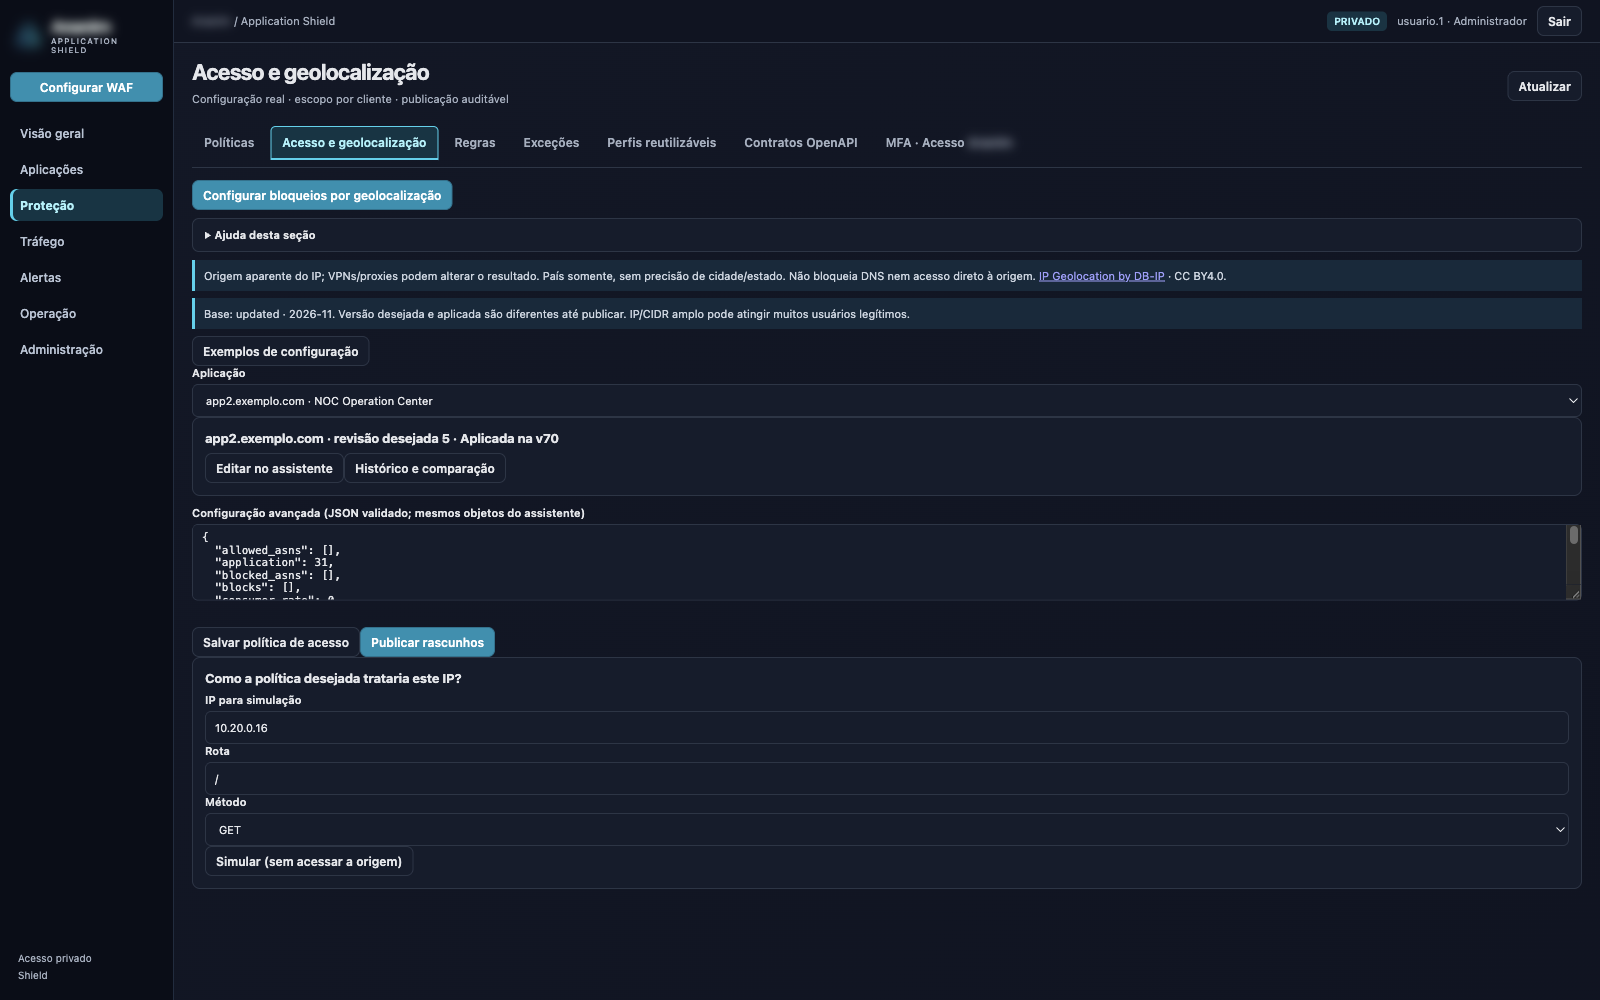 APPLICATION
SHIELD
Configurar WAF
Visão geral
Aplicações
Proteção
Tráfego
Alertas
Operação
Administração
Acesso privado
Shield
/ Application Shield
PRIVADO
usuario.1 · Administrador
Sair
Acesso e geolocalização
Configuração real · escopo por cliente · publicação auditável
Atualizar
Políticas
Acesso e geolocalização
Regras
Exceções
Perfis reutilizáveis
Contratos OpenAPI
MFA · Acesso
Configurar bloqueios por geolocalização
Ajuda desta seção
Origem aparente do IP; VPNs/proxies podem alterar o resultado. País somente, sem precisão de cidade/estado. Não bloqueia DNS nem acesso direto à origem. IP Geolocation by DB-IP · CC BY4.0.
Base: updated · 2026-11. Versão desejada e aplicada são diferentes até publicar. IP/CIDR amplo pode atingir muitos usuários legítimos.
Exemplos de configuração
Aplicação
app2.exemplo.com · NOC Operation Center
app2.exemplo.com · revisão desejada 5 · Aplicada na v70
Editar no assistente
Histórico e comparação
Configuração avançada (JSON validado; mesmos objetos do assistente)
{
"allowed_asns": [],
"application": 31,
"blocked_asns": [],
"blocks": [],
"consumer_rate": 0
Salvar política de acesso
Publicar rascunhos
Como a política desejada trataria este IP?
IP para simulação
10.20.0.16
Rota
/
Método
GET
Simular (sem acessar a origem)